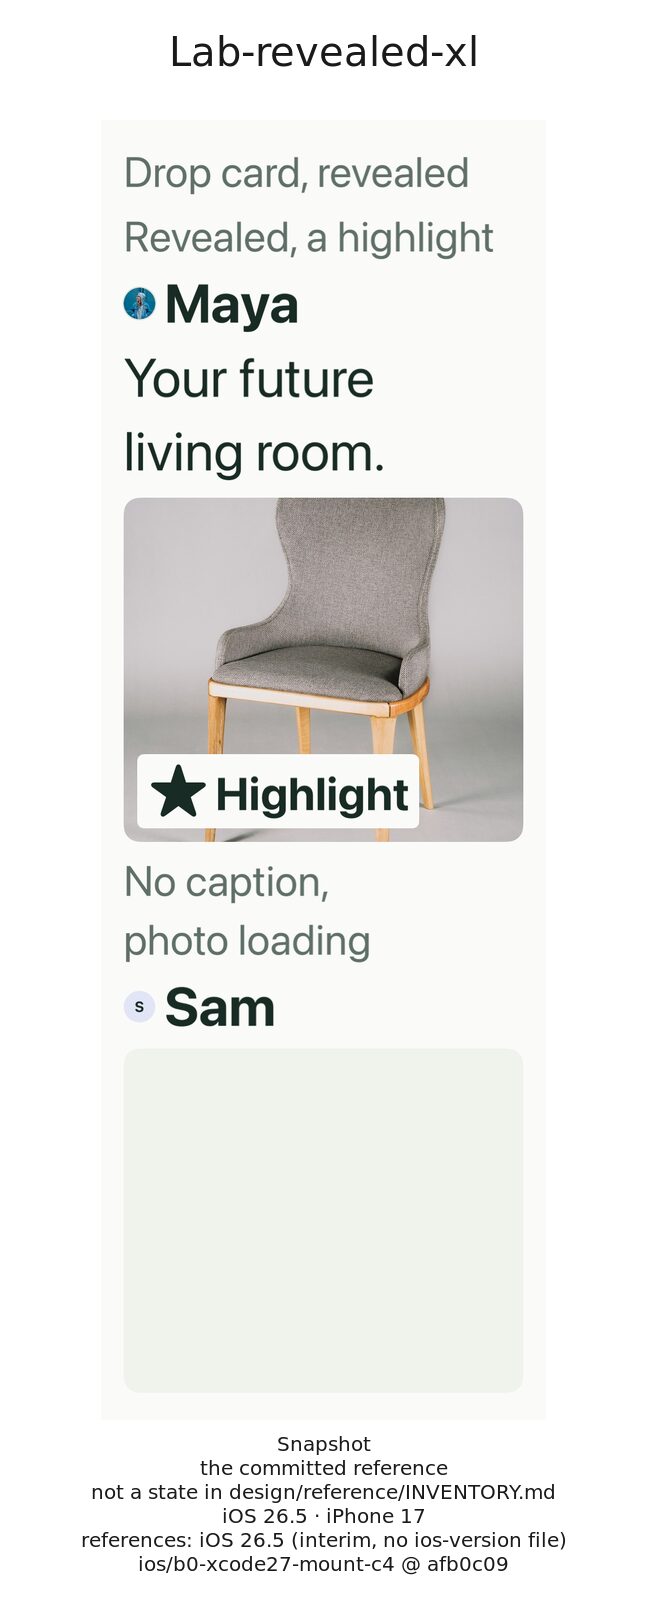 Lab-revealed-xl
Drop card, revealed
Revealed, a highlight
Maya
Your future
living room.
Highlight
No caption,
photo loading
S
Sam
Snapshot
the committed reference
not a state in design/reference/INVENTORY.md
iOS 26.5 · iPhone 17
references: iOS 26.5 (interim, no ios-version file)
ios/b0-xcode27-mount-c4 @ afb0c09